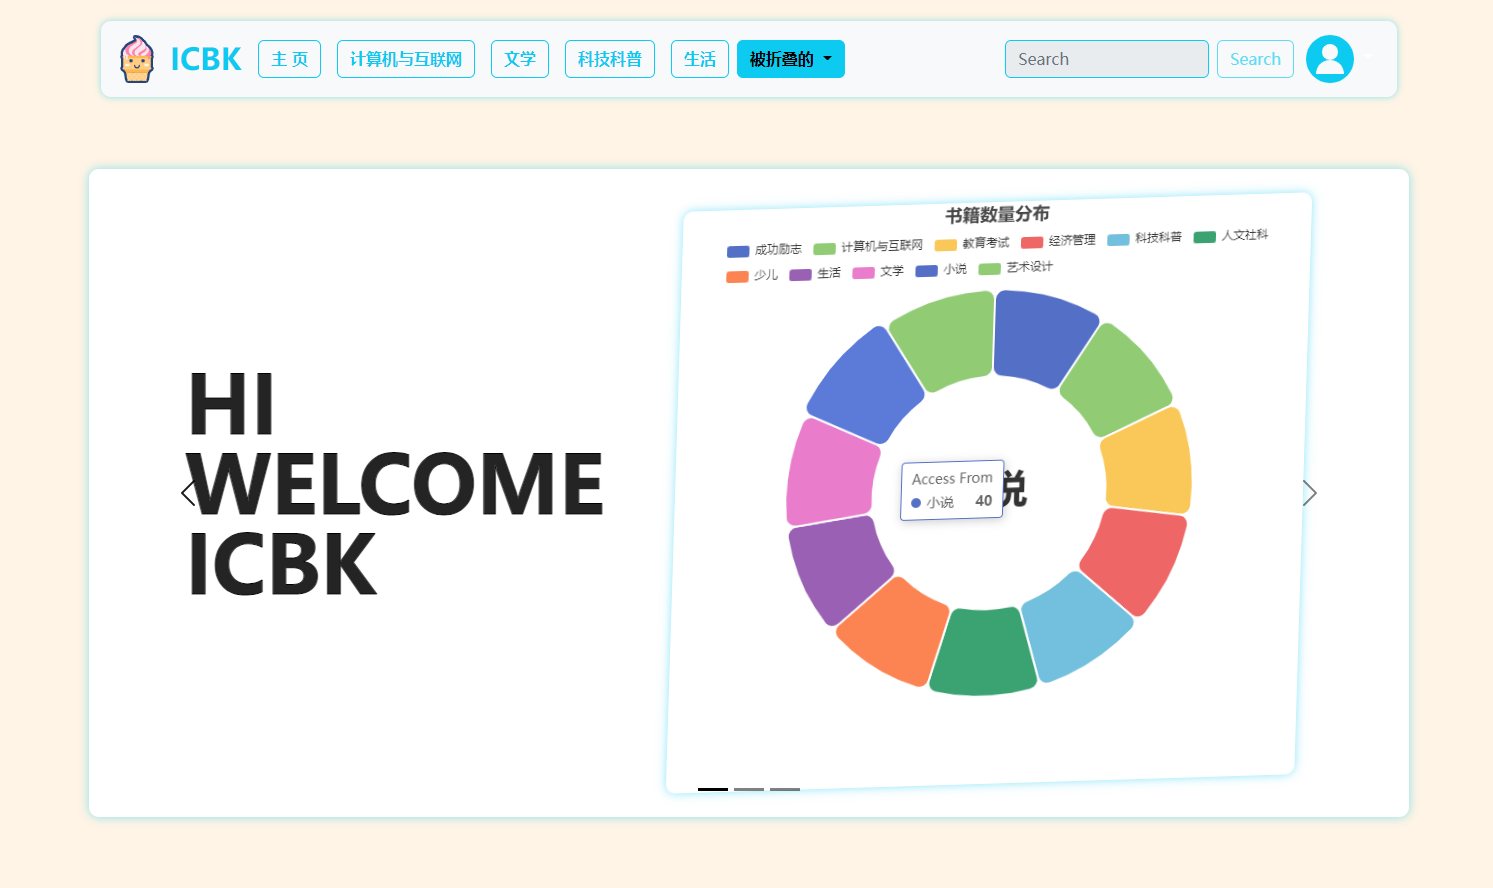 ICBK 主 页 计算机与互联网 文学 科技科普 生活 被折叠的 Search Search
HI
WELCOME
ICBK
书籍数量分布
成功励志 计算机与互联网 教育考试 经济管理 科技科普 人文社科
少儿 生活 文学 小说 艺术设计
说
Access From
小说 40